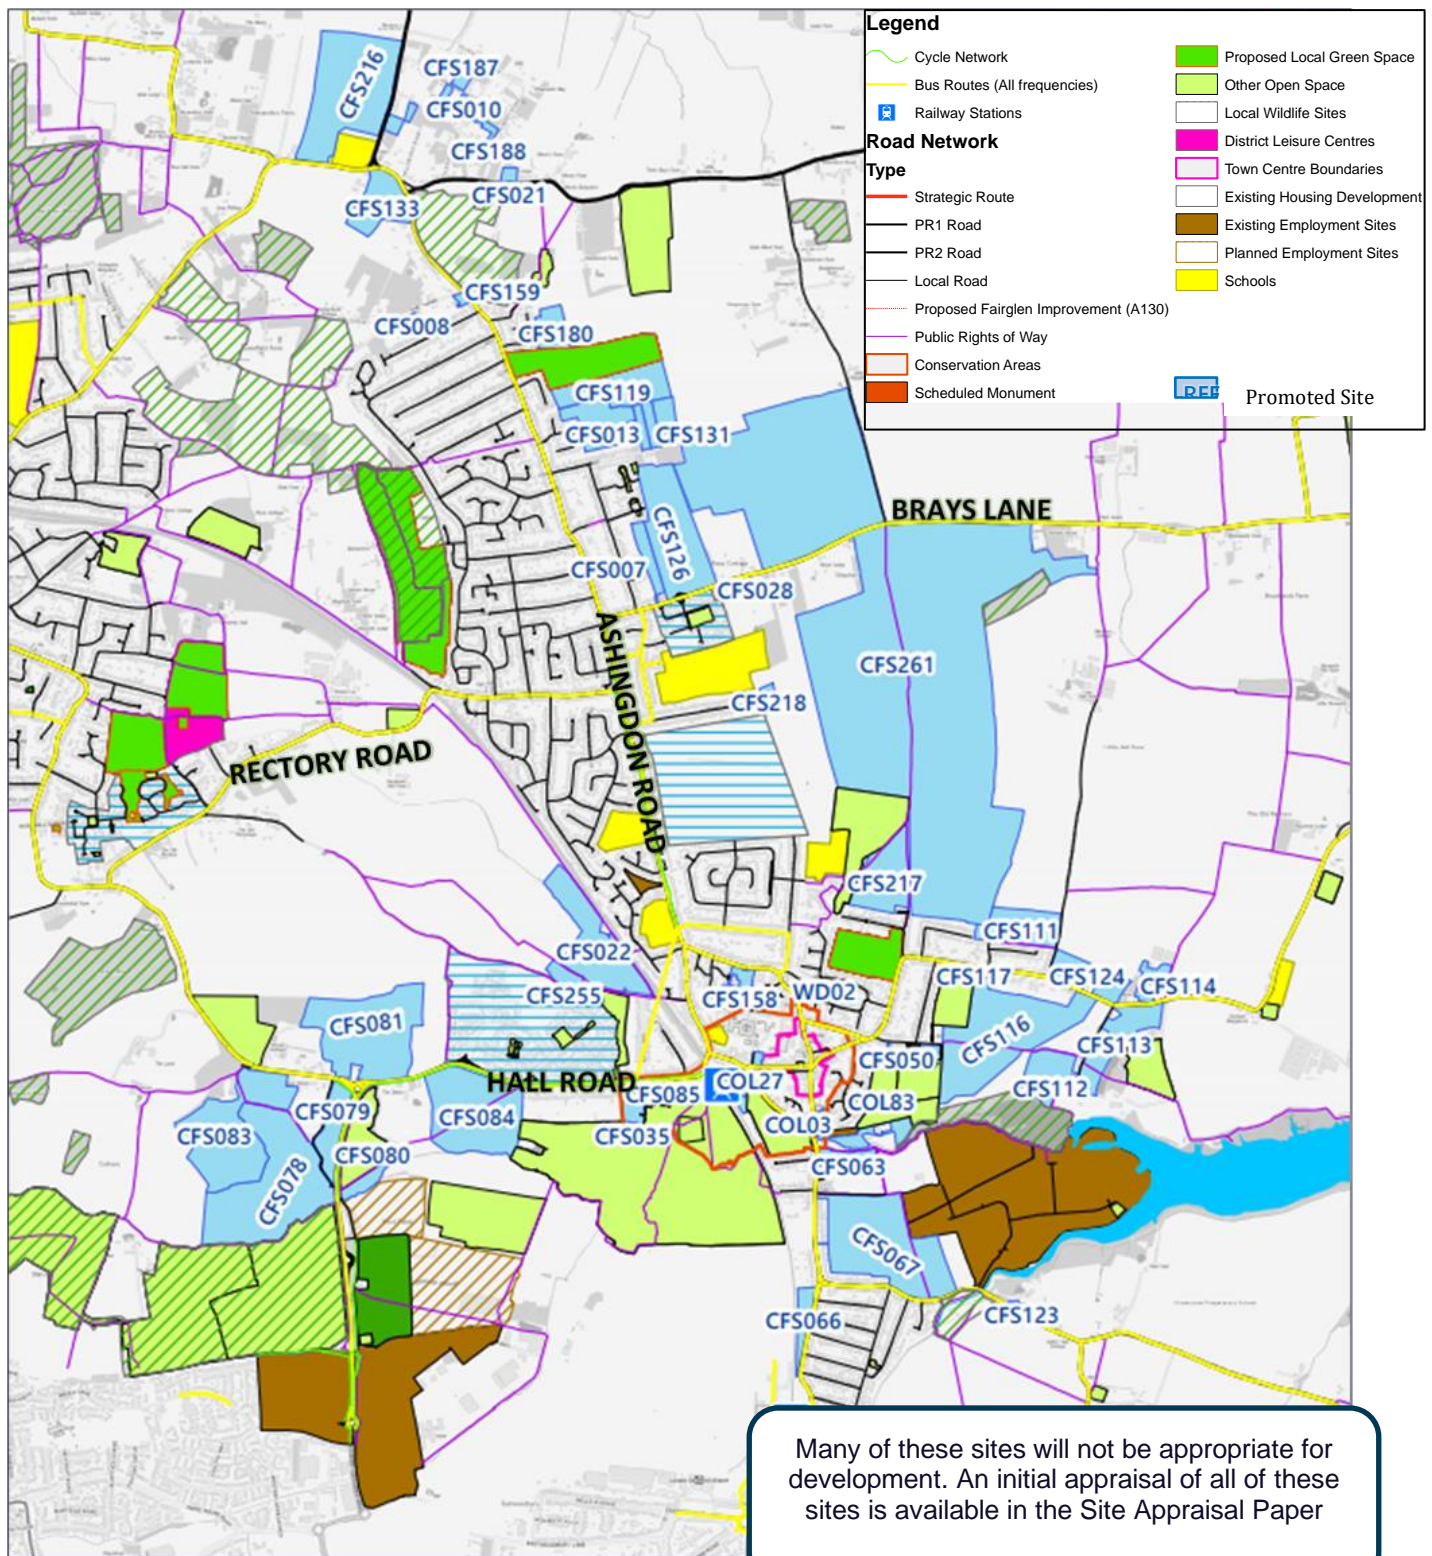 Legend
Cycle Network
Bus Routes (All frequencies)
Railway Stations
Road Network
Type
Strategic Route
PR1 Road
PR2 Road
Local Road
Proposed Fairglen Improvement (A130)
Public Rights of Way
Conservation Areas
Scheduled Monument
Proposed Local Green Space
Other Open Space
Local Wildlife Sites
District Leisure Centres
Town Centre Boundaries
Existing Housing Development
Existing Employment Sites
Planned Employment Sites
Schools
REF Promoted Site
CFS216
CFS187
CFS010
CFS188
CFS021
CFS133
CFS159
CFS008
CFS180
CFS119
CFS013
CFS131
BRAYS LANE
CFS126
CFS007
CFS028
ASHINGDON ROAD
CFS261
CFS218
RECTORY ROAD
CFS217
CFS022
CFS111
CFS255
CFS158
WD02
CFS117
CFS124
CFS114
CFS081
CFS116
CFS113
CFS050
HALL ROAD
CFS085
COL27
CFS112
CFS079
CFS084
COL83
CFS083
CFS035
COL03
CFS080
CFS063
CFS078
CFS067
CFS066
CFS123
Many of these sites will not be appropriate for
development. An initial appraisal of all of these
sites is available in the Site Appraisal Paper